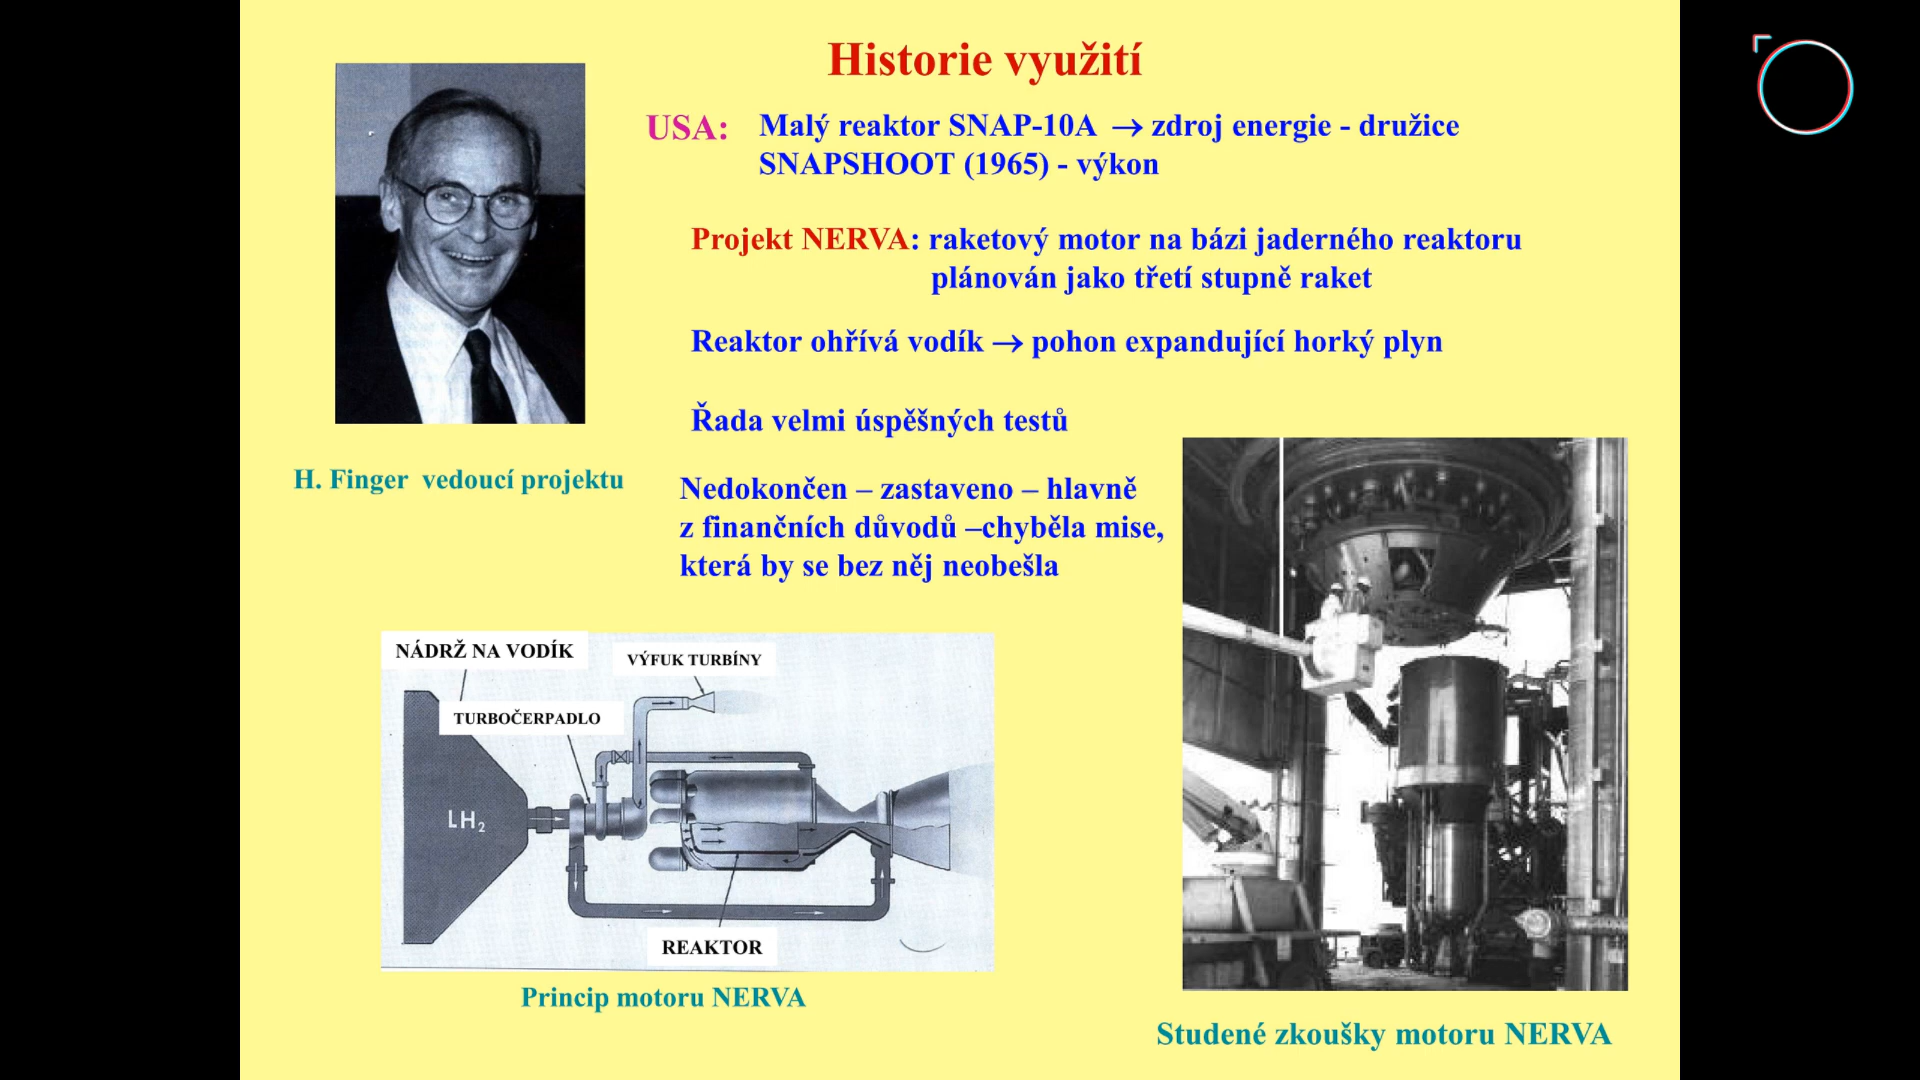 Historie využití
USA: Malý reaktor SNAP-10A → zdroj energie - družice
SNAPSHOOT (1965) - výkon
Projekt NERVA: raketový motor na bázi jaderného reaktoru
plánován jako třetí stupně raket
Reaktor ohřívá vodík → pohon expandující horký plyn
Řada velmi úspěšných testů
H. Finger vedoucí projektu
Nedokončen – zastaveno – hlavně
z finančních důvodů –chyběla mise,
která by se bez něj neobešla
NÁDRŽ NA VODÍK
VÝFUK TURBÍNY
TURBOČERPADLO
LH2
REAKTOR
Princip motoru NERVA
Studené zkoušky motoru NERVA